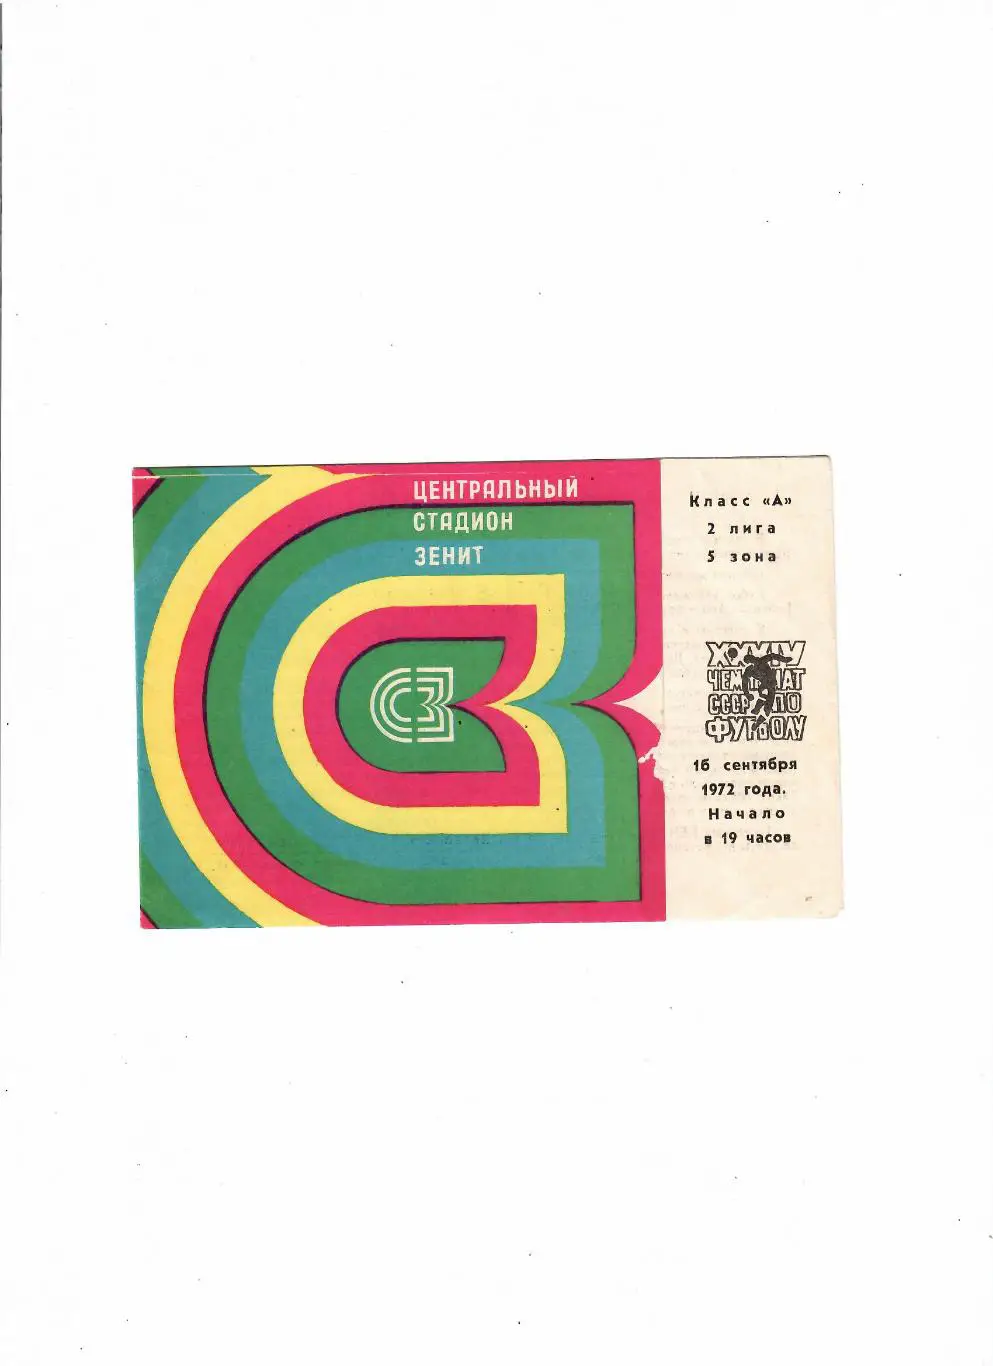 ЦЕНТРАЛЬНЫЙ
СТАДИОН
ЗЕНИТ
СЗ
Класс «А»
2 лига
5 зона
XXXIV
ЧЕМПИОНАТ
СССР ПО
ФУТБОЛУ
16 сентября
1972 года.
Начало
в 19 часов